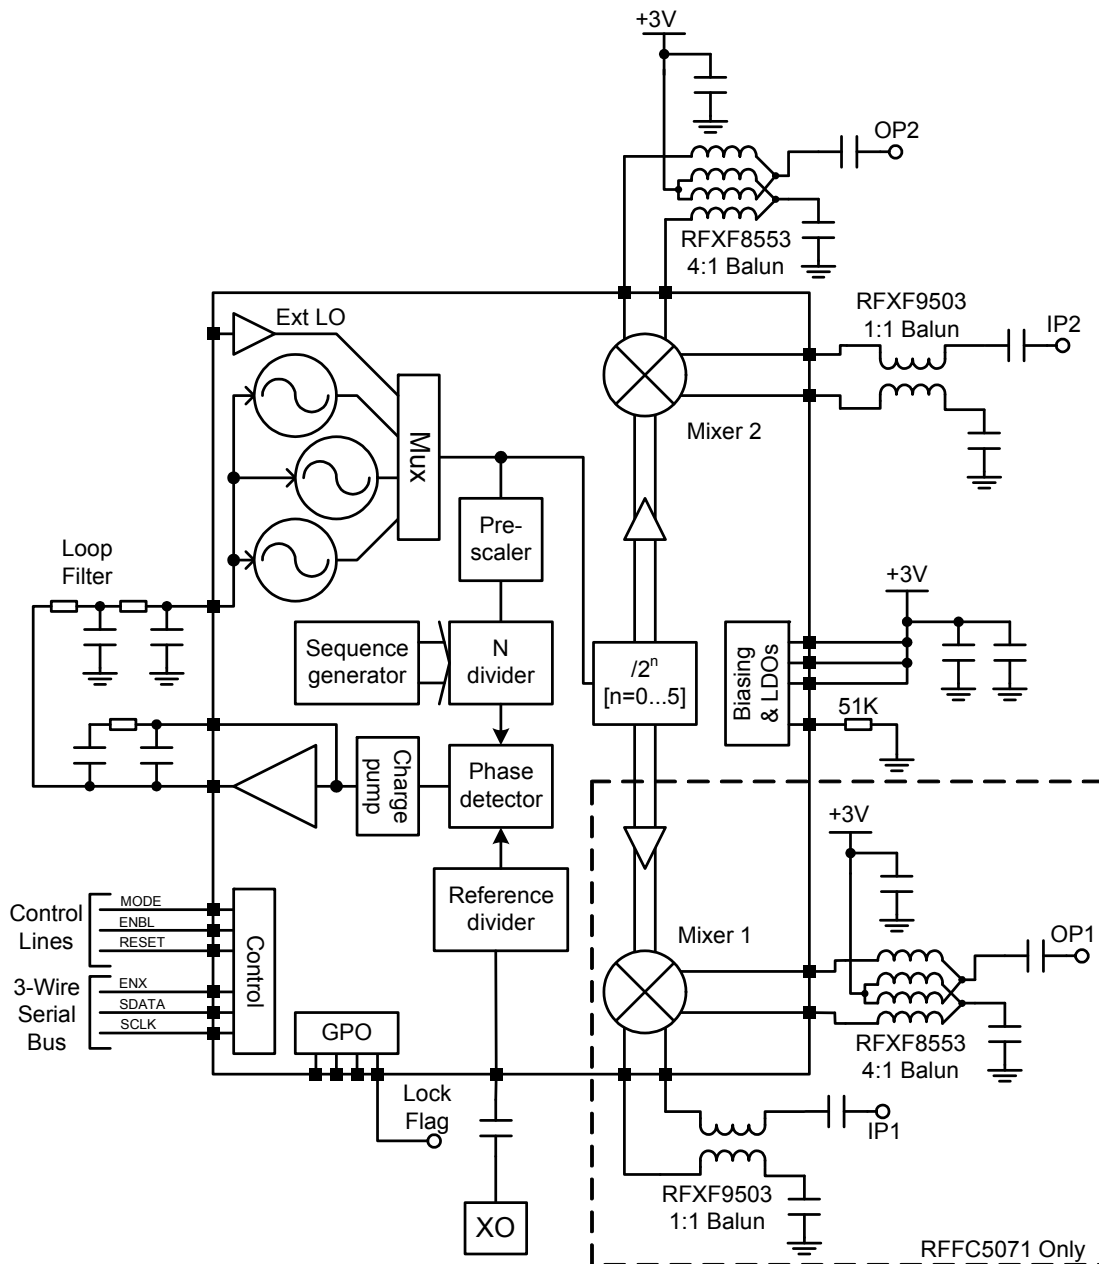 +3V
OP2
RFXF8553
4:1 Balun
RFXF9503
1:1 Balun
IP2
Ext LO
Mux
Mixer 2
Pre-
scaler
Loop
Filter
+3V
Sequence
generator
N
divider
/2ⁿ
[n=0...5]
Biasing
& LDOs
51K
Charge
pump
Phase
detector
+3V
Reference
divider
Mixer 1
OP1
Control
Lines
MODE
ENBL
RESET
Control
3-Wire
Serial
Bus
ENX
SDATA
SCLK
GPO
RFXF8553
4:1 Balun
Lock
Flag
IP1
RFXF9503
1:1 Balun
XO
RFFC5071 Only